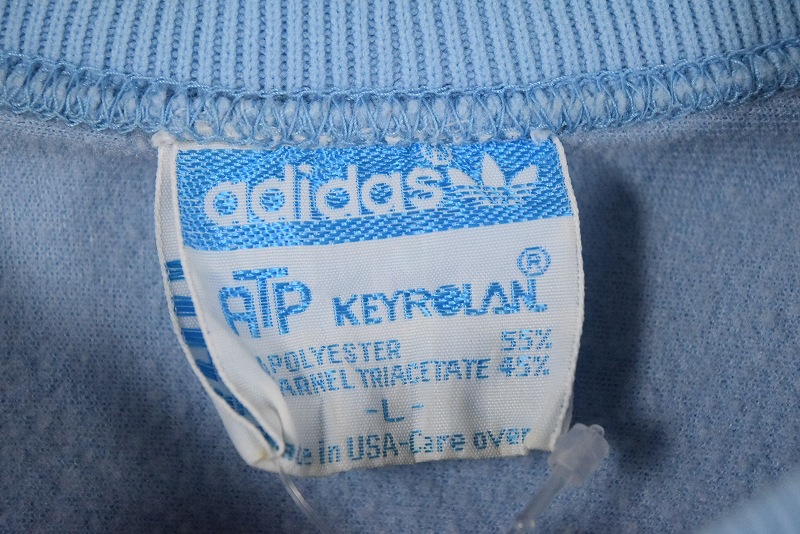 adidas®
ATP KEYROLAN®
POLYESTER 55%
ARNEL TRIACETATE 45%
-L-
in USA-Care over